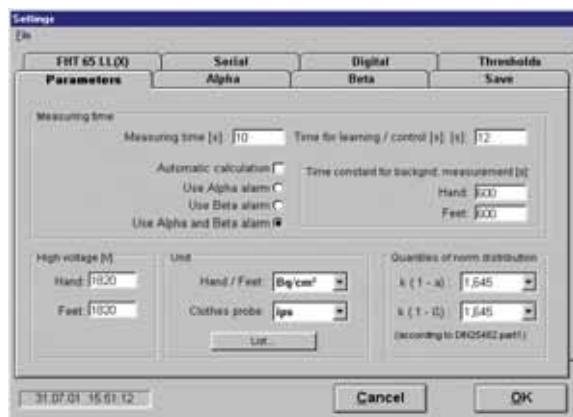 Settings
File
FHT 65 LL(X) Serial Digital Thresholds
Parameters Alpha Beta Save
Measuring time
Measuring time [s]: 10 Time for learning / control [s]: [s]: 12
Automatic calculation
Use Alpha alarm
Use Beta alarm
Use Alpha and Beta alarm
Time constant for backgnd. measurement [s]:
Hand: 600
Feet: 600
High voltage [V]
Hand: 1820
Feet: 1820
Unit
Hand / Feet: Bq/cm²
Clothes probe: ips
List...
Quantiles of norm distribution
k ( 1 - a) : 1,645
k ( 1 - ß) : 1,645
(according to DIN25482 part1)
31.07.01 15:51:12
Cancel OK